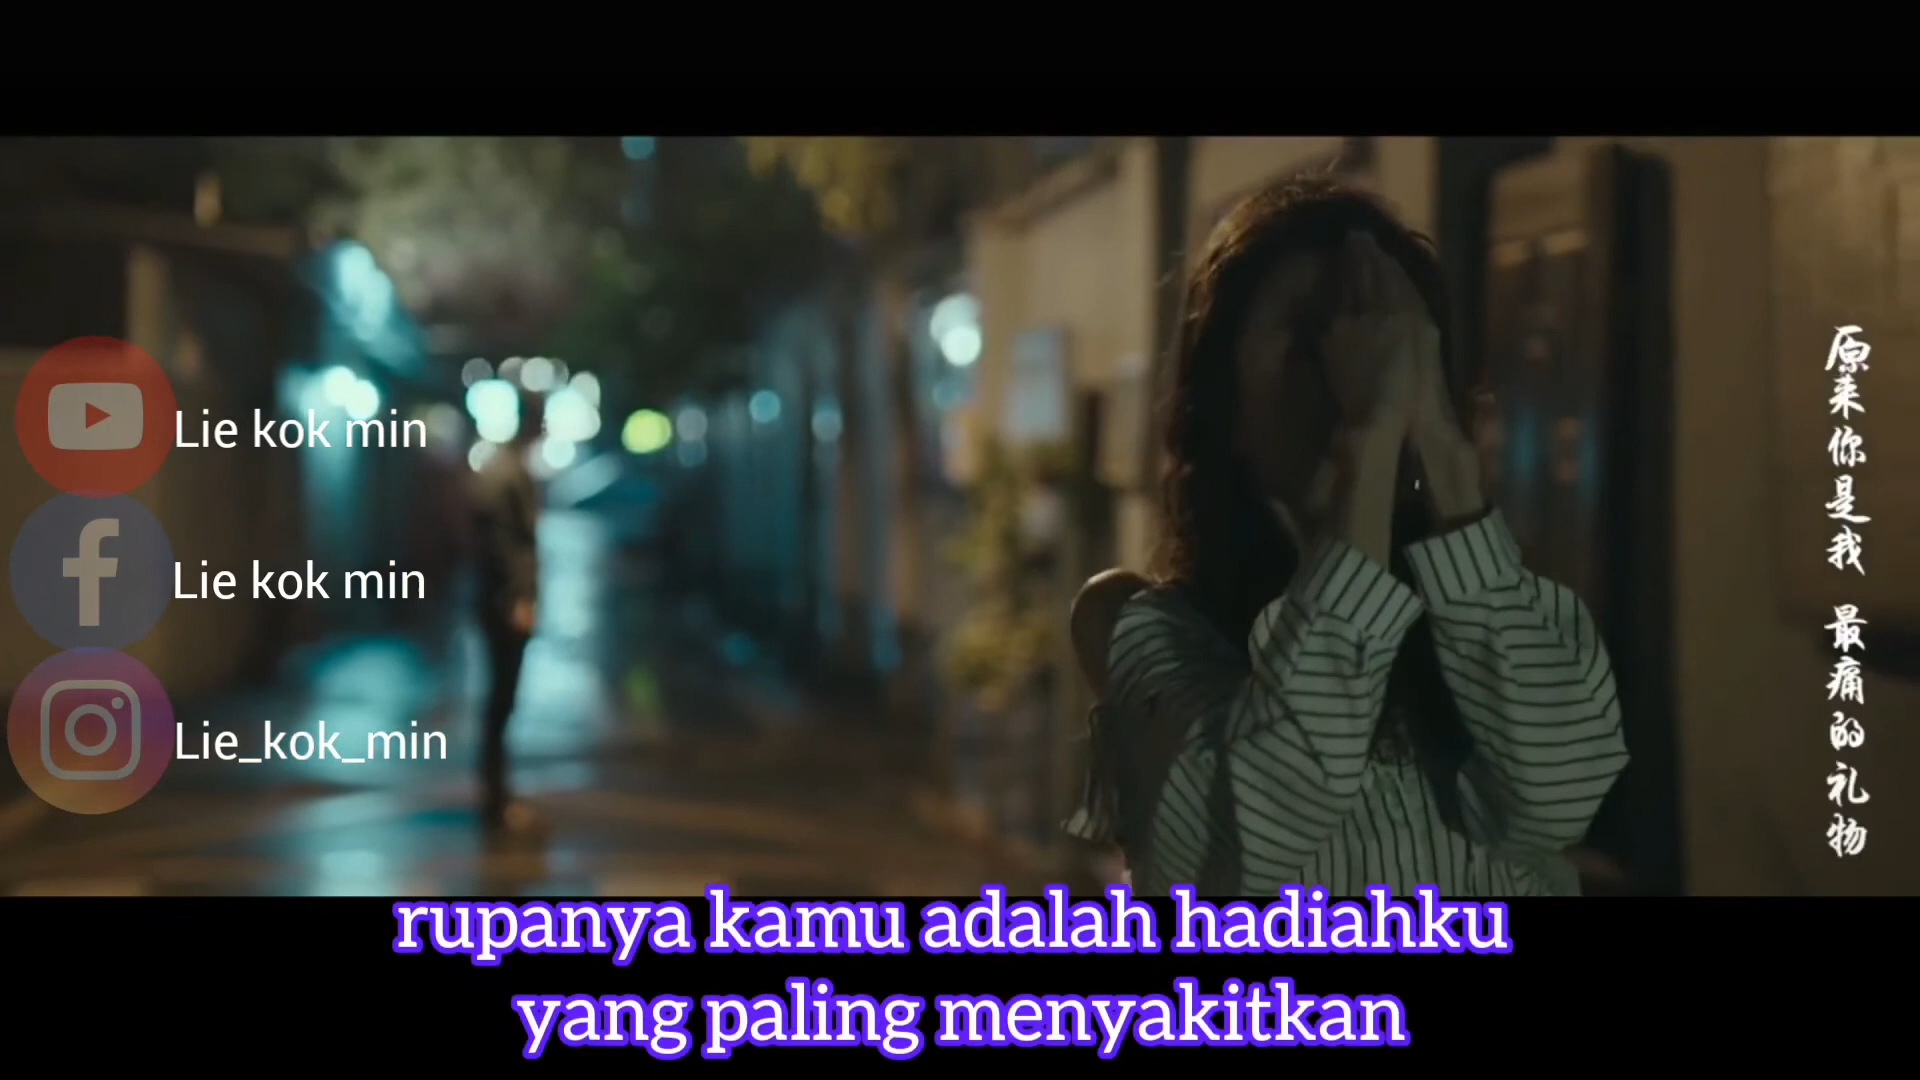 Lie kok min
Lie kok min
Lie_kok_min
原来你是我 最痛的礼物
rupanya kamu adalah hadiahku
yang paling menyakitkan